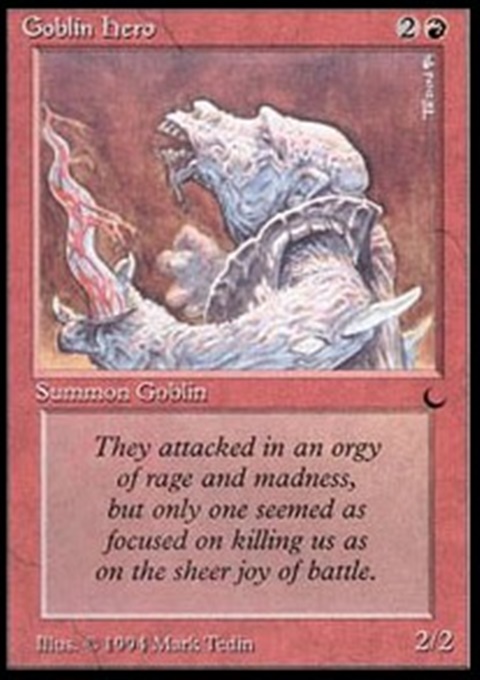 Goblin Hero
2
Summon Goblin
They attacked in an orgy
of rage and madness,
but only one seemed as
focused on killing us as
on the sheer joy of battle.
Illus. © 1994 Mark Tedin
2/2